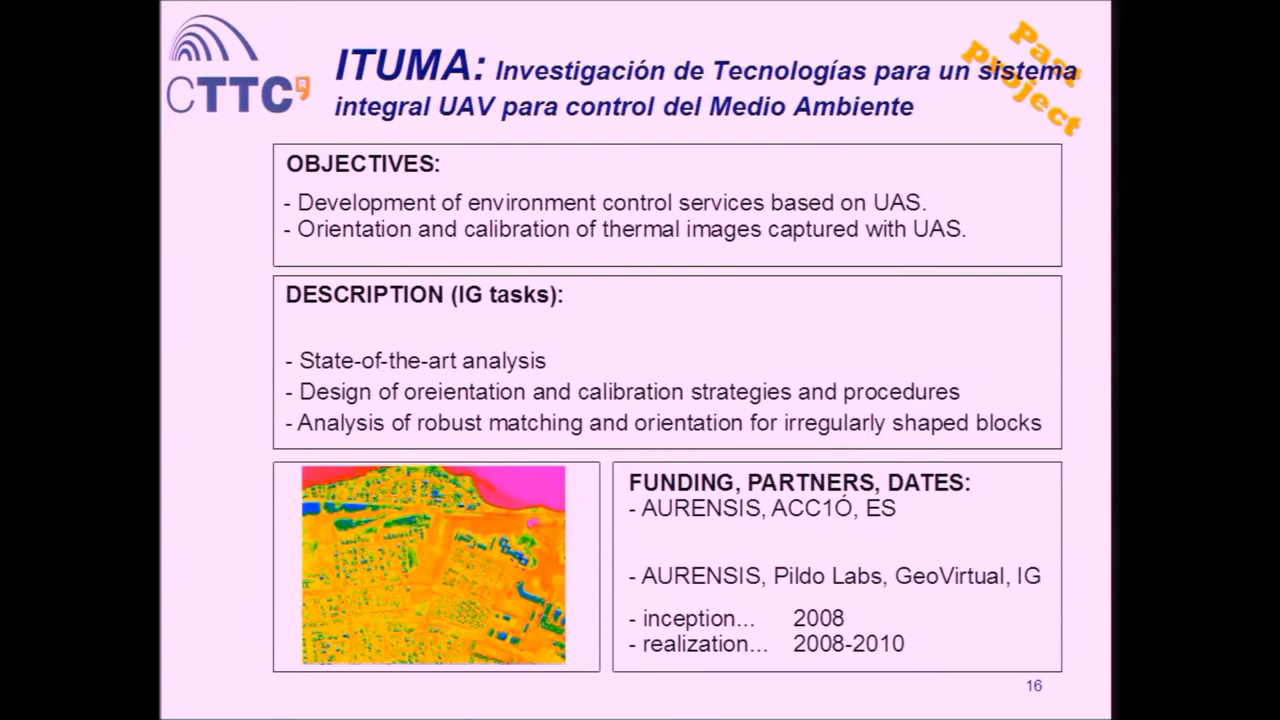 CTTC R
ITUMA: Investigación de Tecnologías para un sistema
integral UAV para control del Medio Ambiente
Past
project
OBJECTIVES:
- Development of environment control services based on UAS.
- Orientation and calibration of thermal images captured with UAS.
DESCRIPTION (IG tasks):
- State-of-the-art analysis
- Design of oreientation and calibration strategies and procedures
- Analysis of robust matching and orientation for irregularly shaped blocks
FUNDING, PARTNERS, DATES:
- AURENSIS, ACC1Ó, ES
- AURENSIS, Pildo Labs, GeoVirtual, IG
- inception... 2008
- realization... 2008-2010
16